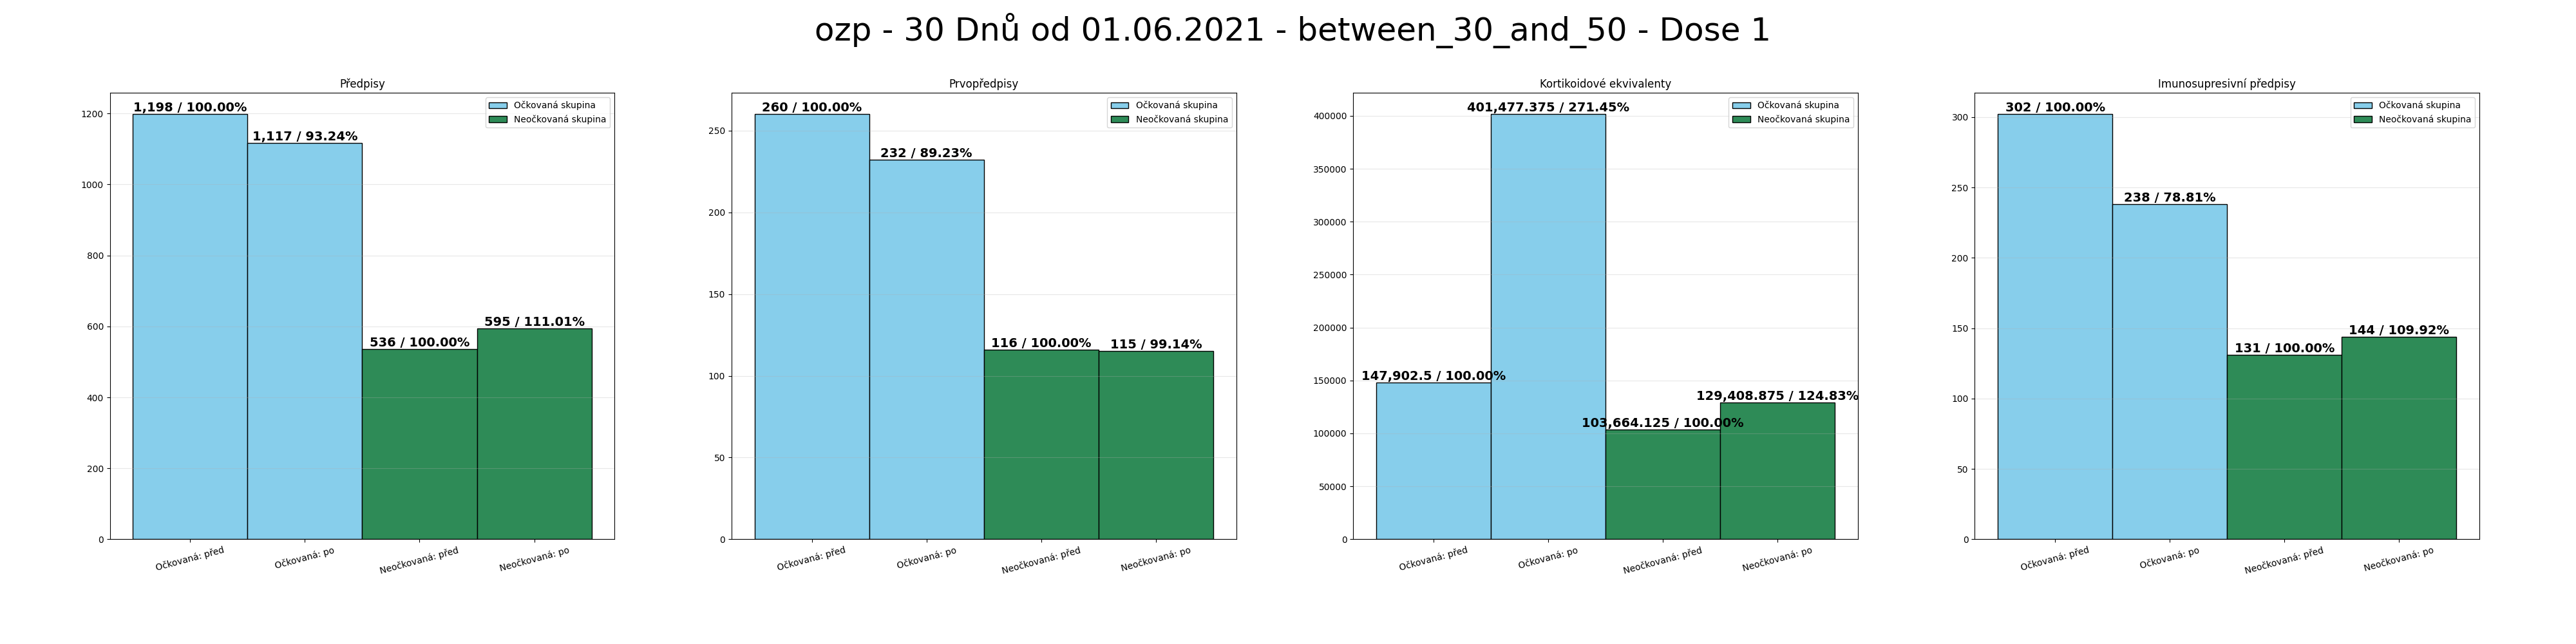 ozp - 30 Dnů od 01.06.2021 - between_30_and_50 - Dose 1
Předpisy
1,198 / 100.00%
1,117 / 93.24%
536 / 100.00%
595 / 111.01%
Očkovaná skupina
Neočkovaná skupina
1200
1000
800
600
400
200
0
Očkovaná: před
Očkovaná: po
Neočkovaná: před
Neočkovaná: po
Prvopředpisy
260 / 100.00%
232 / 89.23%
116 / 100.00%
115 / 99.14%
Očkovaná skupina
Neočkovaná skupina
250
200
150
100
50
0
Očkovaná: před
Očkovaná: po
Neočkovaná: před
Neočkovaná: po
Kortikoidové ekvivalenty
401,477.375 / 271.45%
147,902.5 / 100.00%
103,664.125 / 100.00%
129,408.875 / 124.83%
Očkovaná skupina
Neočkovaná skupina
400000
350000
300000
250000
200000
150000
100000
50000
0
Očkovaná: před
Očkovaná: po
Neočkovaná: před
Neočkovaná: po
Imunosupresivní předpisy
302 / 100.00%
238 / 78.81%
131 / 100.00%
144 / 109.92%
Očkovaná skupina
Neočkovaná skupina
300
250
200
150
100
50
0
Očkovaná: před
Očkovaná: po
Neočkovaná: před
Neočkovaná: po